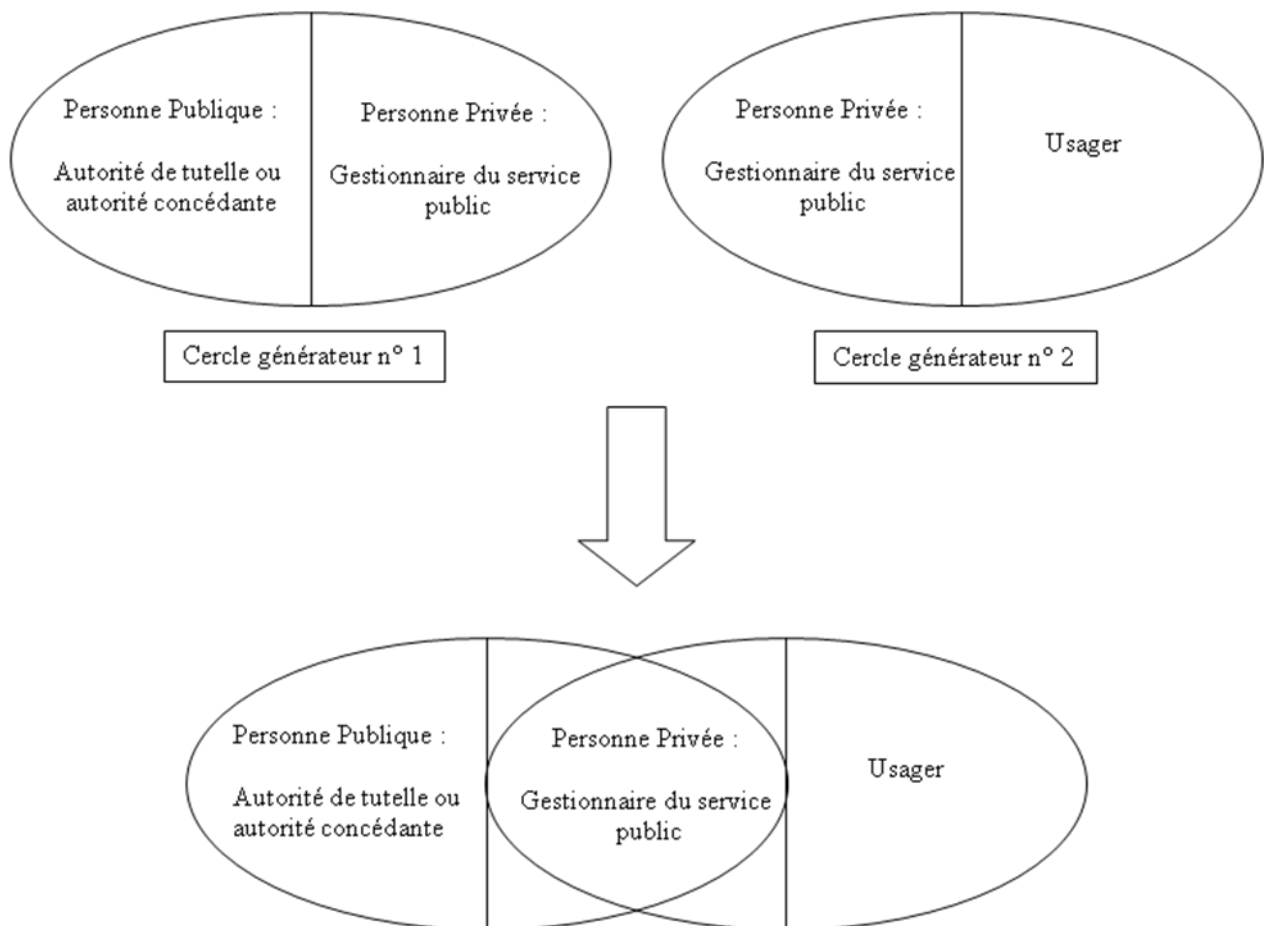 Personne Publique :
Autorité de tutelle ou
autorité concédante
Personne Privée :
Gestionnaire du service
public
Cercle générateur n° 1
Personne Privée :
Gestionnaire du service
public
Usager
Cercle générateur n° 2
Personne Publique :
Autorité de tutelle ou
autorité concédante
Personne Privée :
Gestionnaire du service
public
Usager